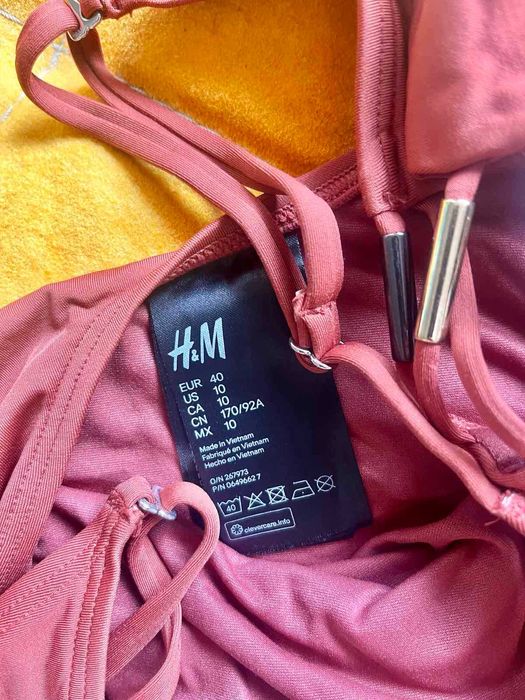 H&M
EUR 40
US 10
CA 10
CN 170/92A
MX 10
Made in Vietnam
Fabriqué en Vietnam
Hecho en Vietnam
O/N 267973
P/N 06496627
40
clevercare.info